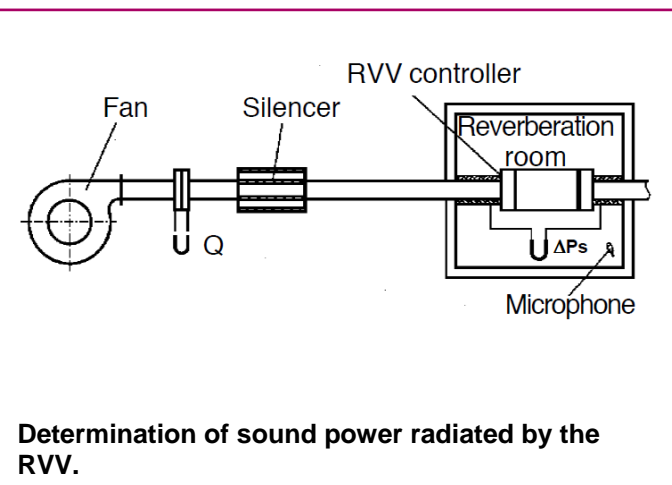 RVV controller
Fan
Silencer
Reverberation
room
Q
ΔPs
Microphone
Determination of sound power radiated by the
RVV.